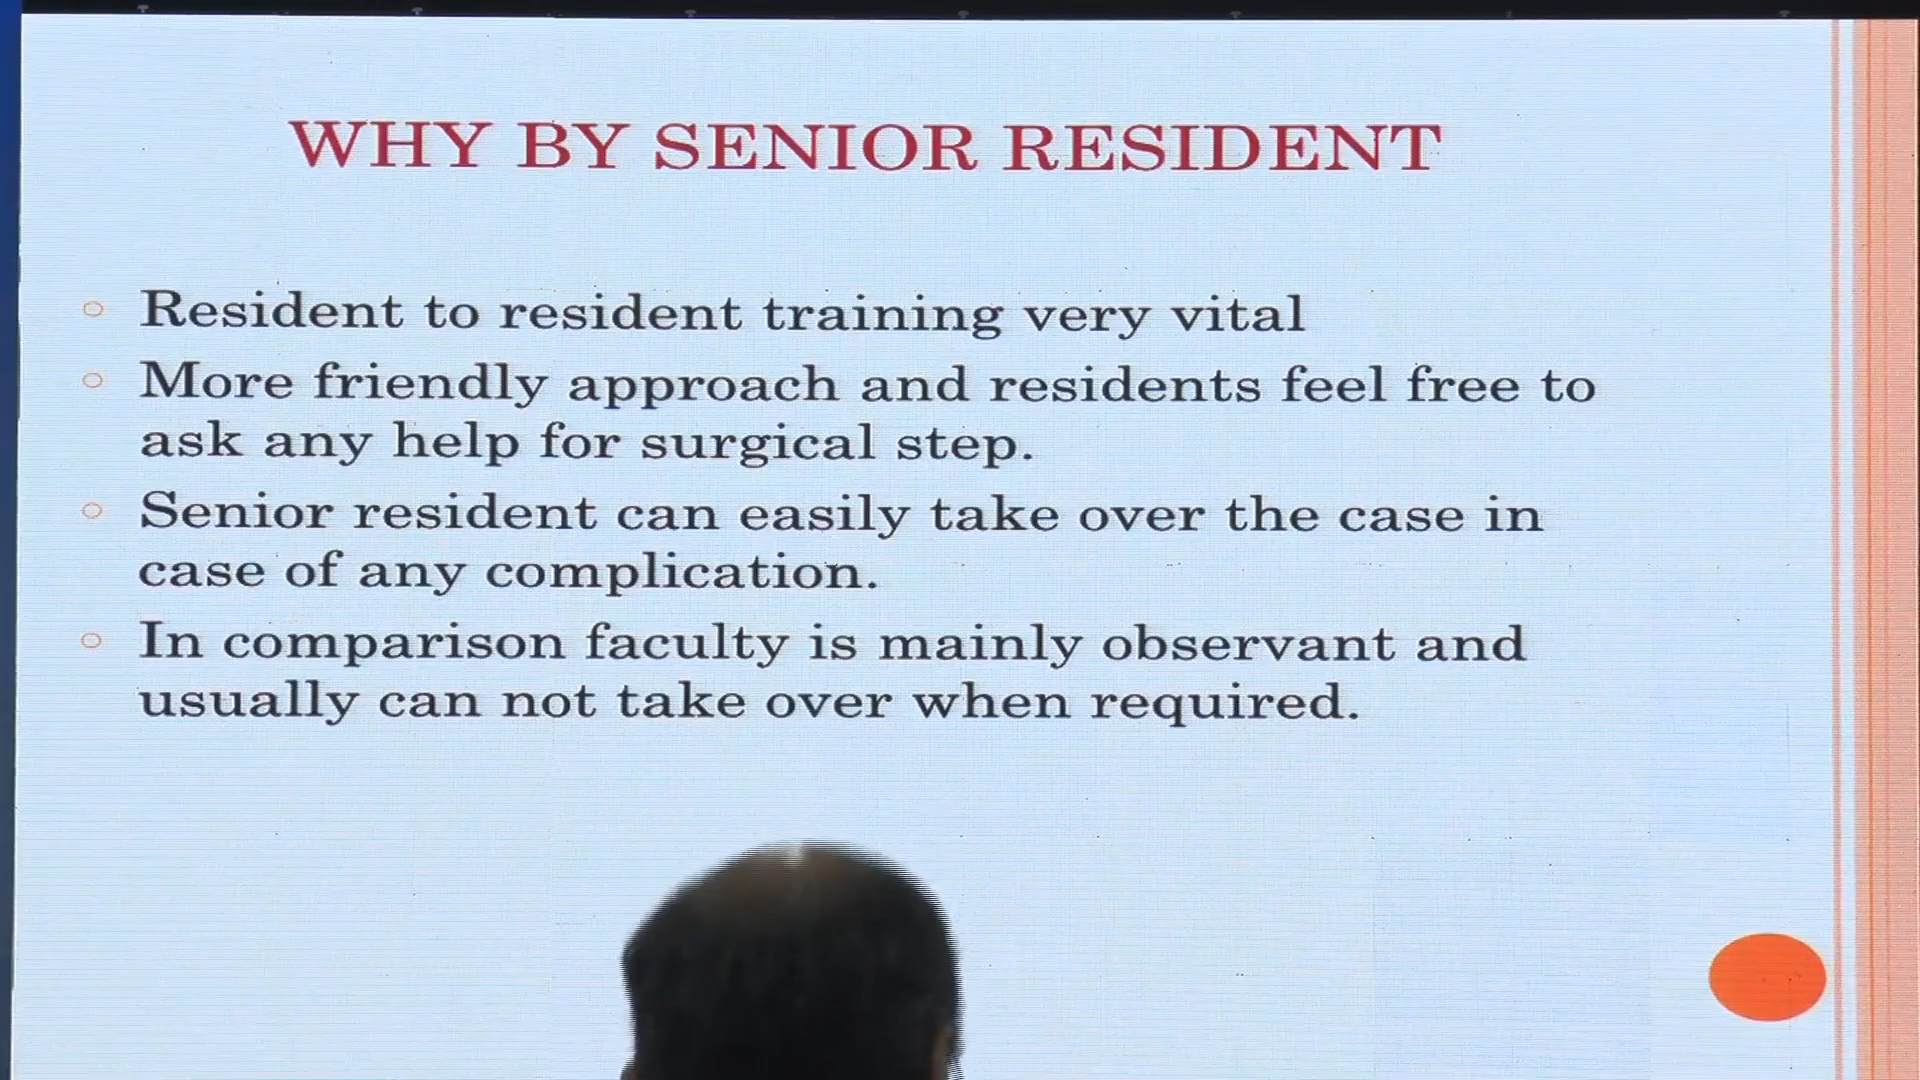 WHY BY SENIOR RESIDENT
Resident to resident training very vital
More friendly approach and residents feel free to
ask any help for surgical step.
Senior resident can easily take over the case in
case of any complication.
In comparison faculty is mainly observant and
usually can not take over when required.